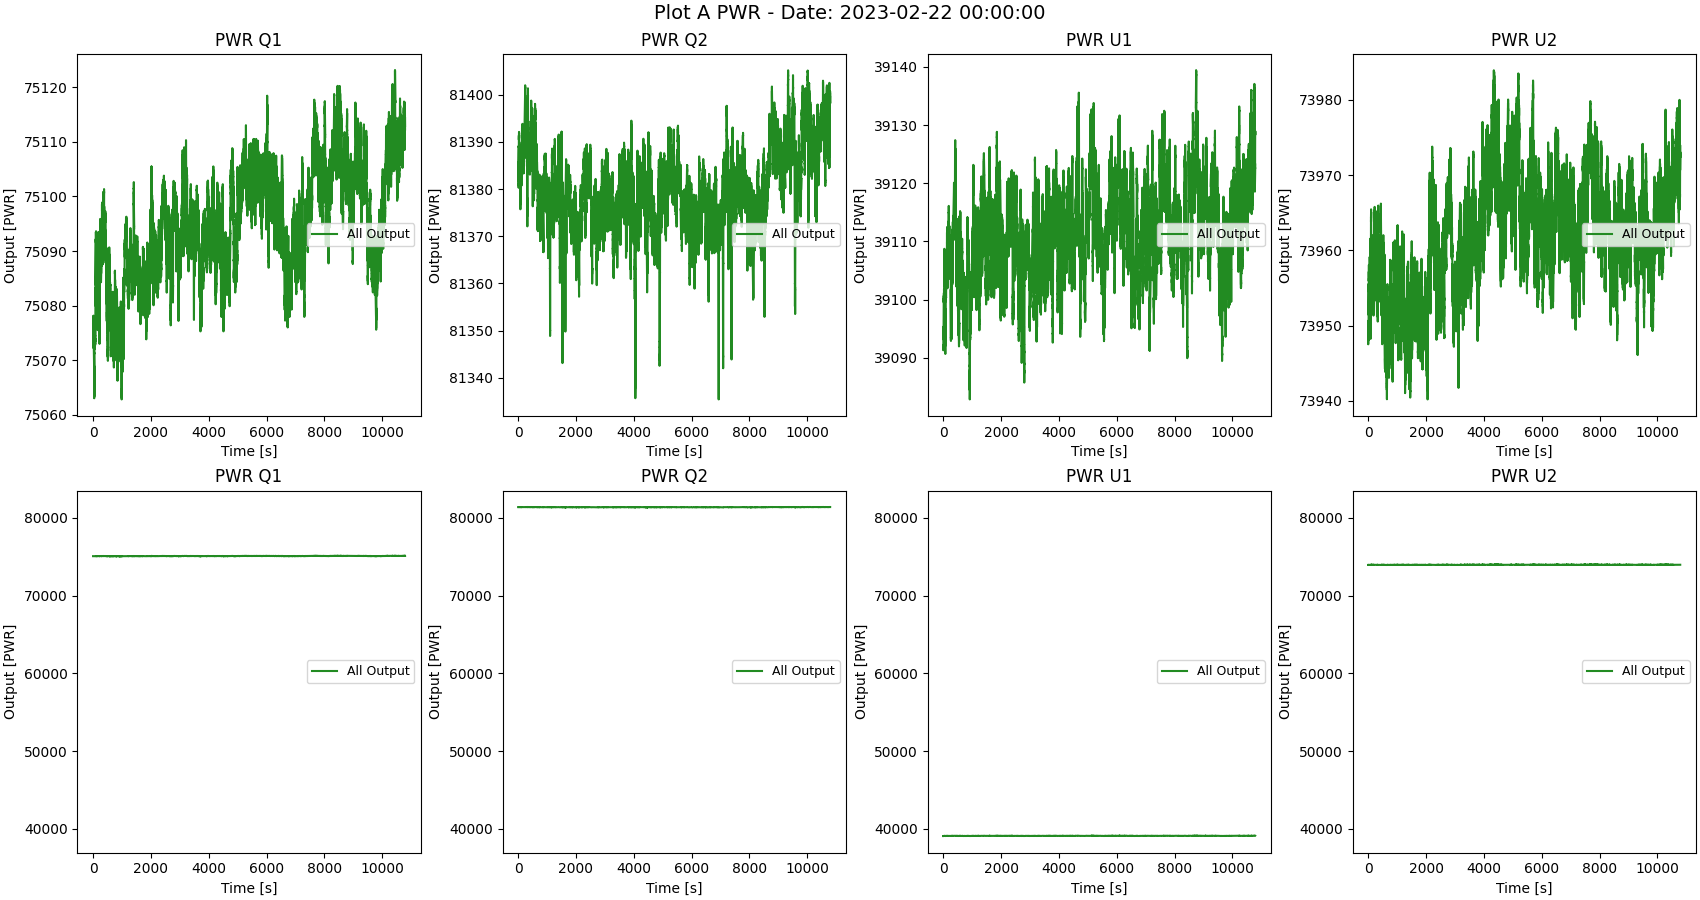 Plot A PWR - Date: 2023-02-22 00:00:00
PWR Q1
PWR Q2
PWR U1
PWR U2
Output [PWR]
75120
75110
75100
75090
75080
75070
75060
All Output
0 2000 4000 6000 8000 10000
Time [s]
Output [PWR]
81400
81390
81380
81370
81360
81350
81340
All Output
0 2000 4000 6000 8000 10000
Time [s]
Output [PWR]
39140
39130
39120
39110
39100
39090
All Output
0 2000 4000 6000 8000 10000
Time [s]
Output [PWR]
73980
73970
73960
73950
73940
All Output
0 2000 4000 6000 8000 10000
Time [s]
PWR Q1
PWR Q2
PWR U1
PWR U2
Output [PWR]
80000
70000
60000
50000
40000
All Output
0 2000 4000 6000 8000 10000
Time [s]
Output [PWR]
80000
70000
60000
50000
40000
All Output
0 2000 4000 6000 8000 10000
Time [s]
Output [PWR]
80000
70000
60000
50000
40000
All Output
0 2000 4000 6000 8000 10000
Time [s]
Output [PWR]
80000
70000
60000
50000
40000
All Output
0 2000 4000 6000 8000 10000
Time [s]